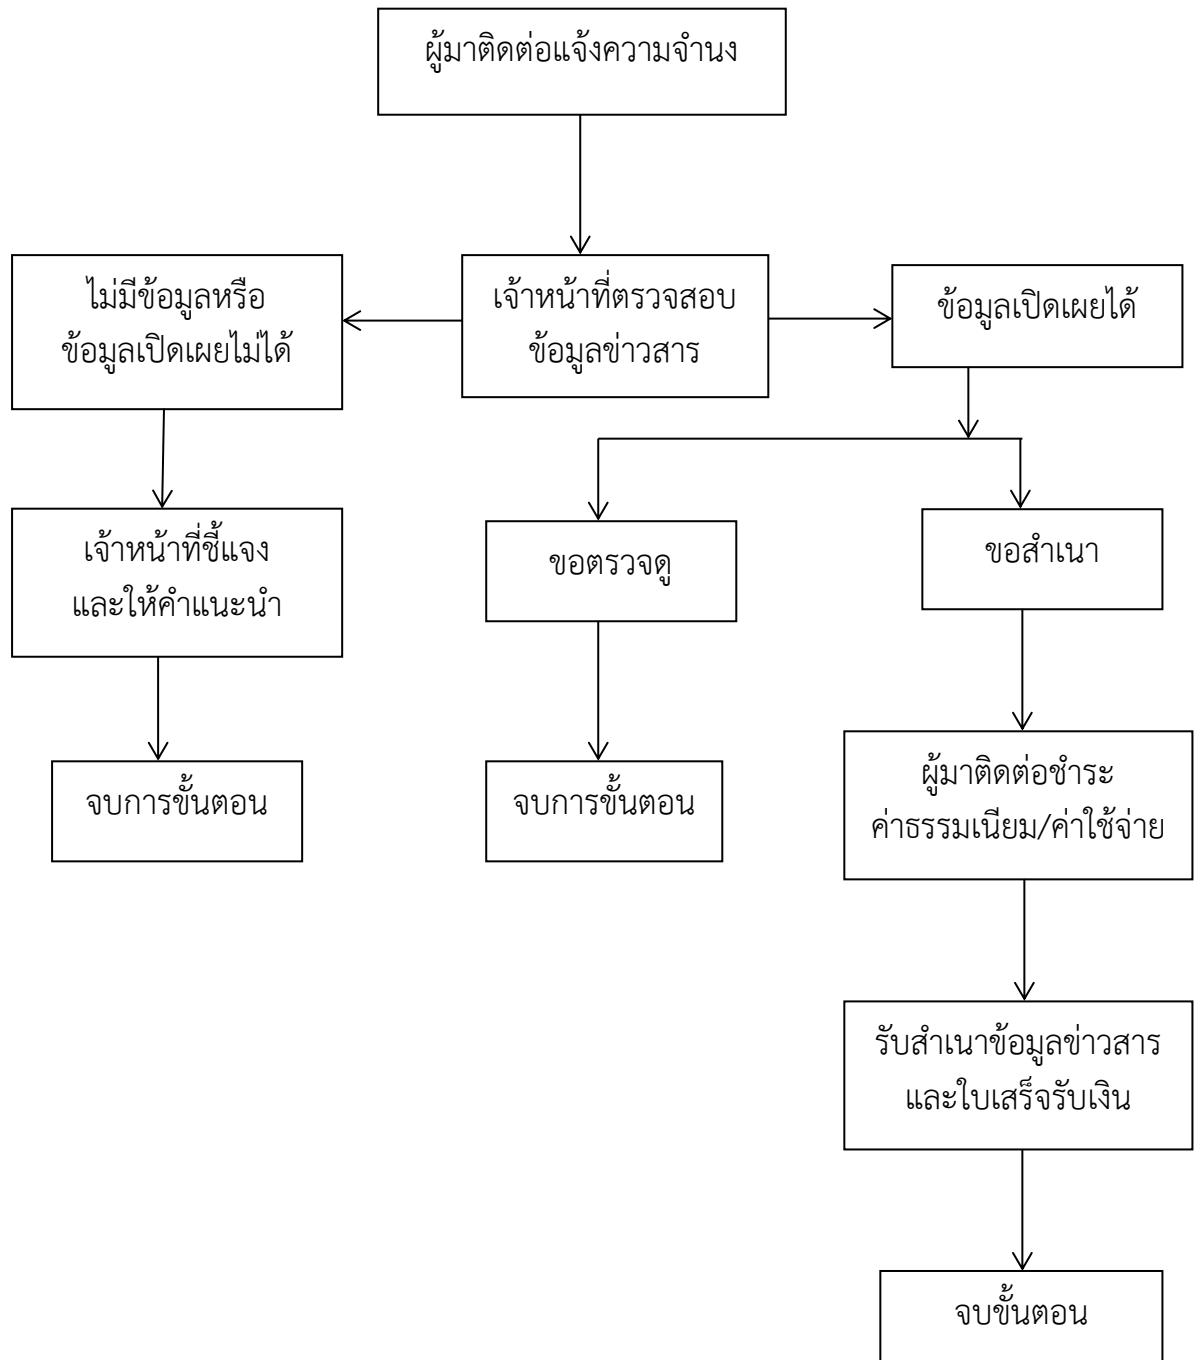 ผู้มาติดต่อแจ้งความจำนง
ไม่มีข้อมูลหรือ
ข้อมูลเปิดเผยไม่ได้
เจ้าหน้าที่ตรวจสอบ
ข้อมูลข่าวสาร
ข้อมูลเปิดเผยได้
เจ้าหน้าที่ชี้แจง
และให้คำแนะนำ
ขอตรวจดู
ขอสำเนา
จบการขั้นตอน
จบการขั้นตอน
ผู้มาติดต่อชำระ
ค่าธรรมเนียม/ค่าใช้จ่าย
รับสำเนาข้อมูลข่าวสาร
และใบเสร็จรับเงิน
จบขั้นตอน